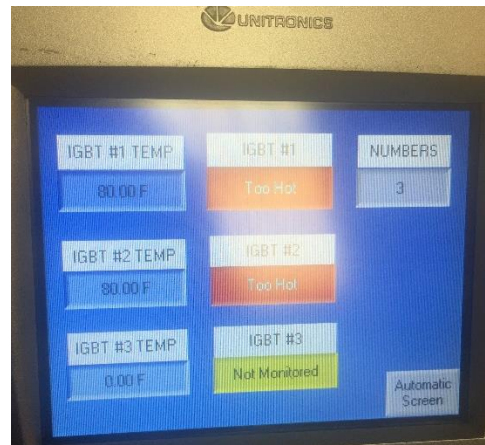 UNITRONICS
IGBT #1 TEMP
IGBT #1
NUMBERS
80.00 F
Too Hot
3
IGBT #2 TEMP
IGBT #2
80.00 F
Too Hot
IGBT #3 TEMP
IGBT #3
0.00 F
Not Monitored
Automatic
Screen